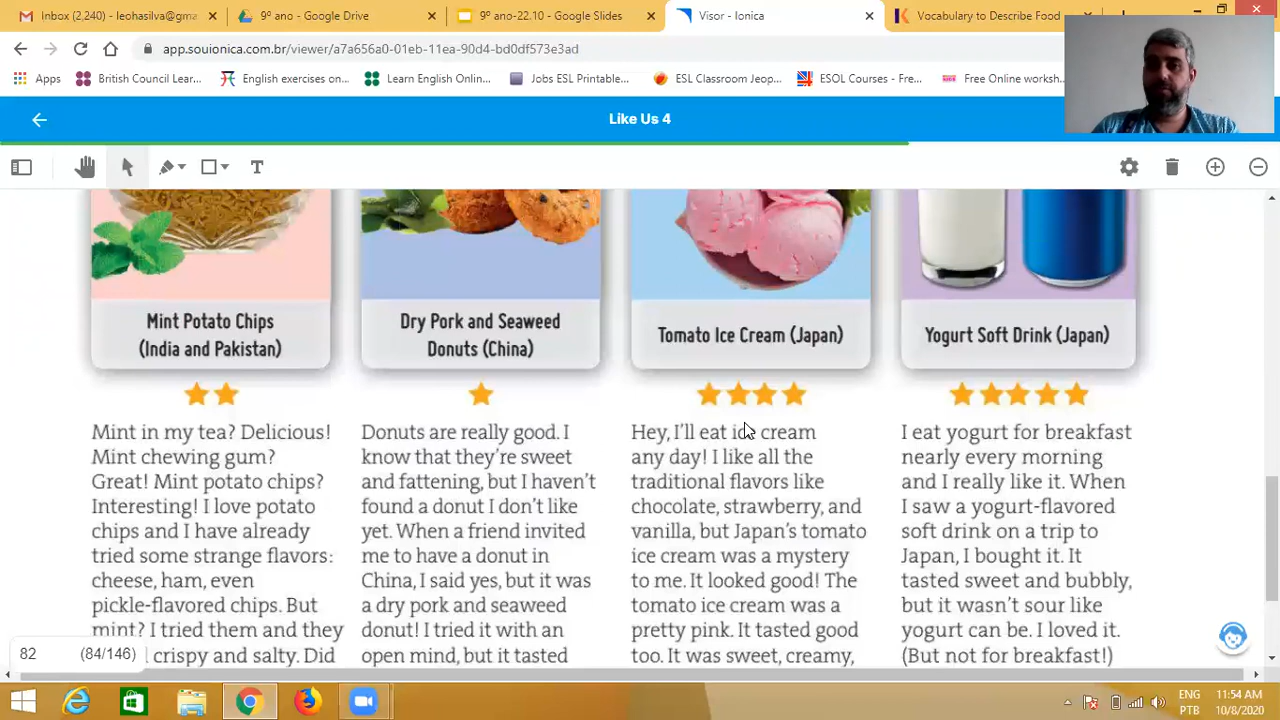 Inbox (2,240) - leohasilva@gma
9º ano - Google Drive
9º ano-22.10 - Google Slides
Visor - Ionica
Vocabulary to Describe Food
app.souionica.com.br/viewer/a7a656a0-01eb-11ea-90d4-bd0df573e3ad
Apps
British Council Lear...
English exercises on...
Learn English Onlin...
Jobs ESL Printable...
ESL Classroom Jeop...
ESOL Courses - Fre...
Free Online worksh...
Like Us 4
T
Mint Potato Chips
(India and Pakistan)
Mint in my tea? Delicious!
Mint chewing gum?
Great! Mint potato chips?
Interesting! I love potato
chips and I have already
tried some strange flavors:
cheese, ham, even
pickle-flavored chips. But
mint? I tried them and they
crispy and salty. Did
Dry Pork and Seaweed
Donuts (China)
Donuts are really good. I
know that they're sweet
and fattening, but I haven't
found a donut I don't like
yet. When a friend invited
me to have a donut in
China, I said yes, but it was
a dry pork and seaweed
donut! I tried it with an
open mind, but it tasted
Tomato Ice Cream (Japan)
Hey, I'll eat ice cream
any day! I like all the
traditional flavors like
chocolate, strawberry, and
vanilla, but Japan's tomato
ice cream was a mystery
to me. It looked good! The
tomato ice cream was a
pretty pink. It tasted good
too. It was sweet, creamy,
Yogurt Soft Drink (Japan)
I eat yogurt for breakfast
nearly every morning
and I really like it. When
I saw a yogurt-flavored
soft drink on a trip to
Japan, I bought it. It
tasted sweet and bubbly,
but it wasn't sour like
yogurt can be. I loved it.
(But not for breakfast!)
82 (84/146)
ENG
PTB
11:54 AM
10/8/2020